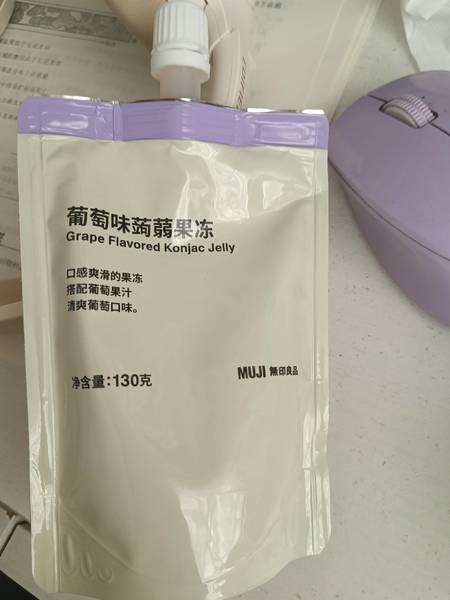 葡萄味蒟蒻果冻
Grape Flavored Konjac Jelly
口感爽滑的果冻
搭配葡萄果汁
清爽葡萄口味。
净含量：130克
MUJI 無印良品